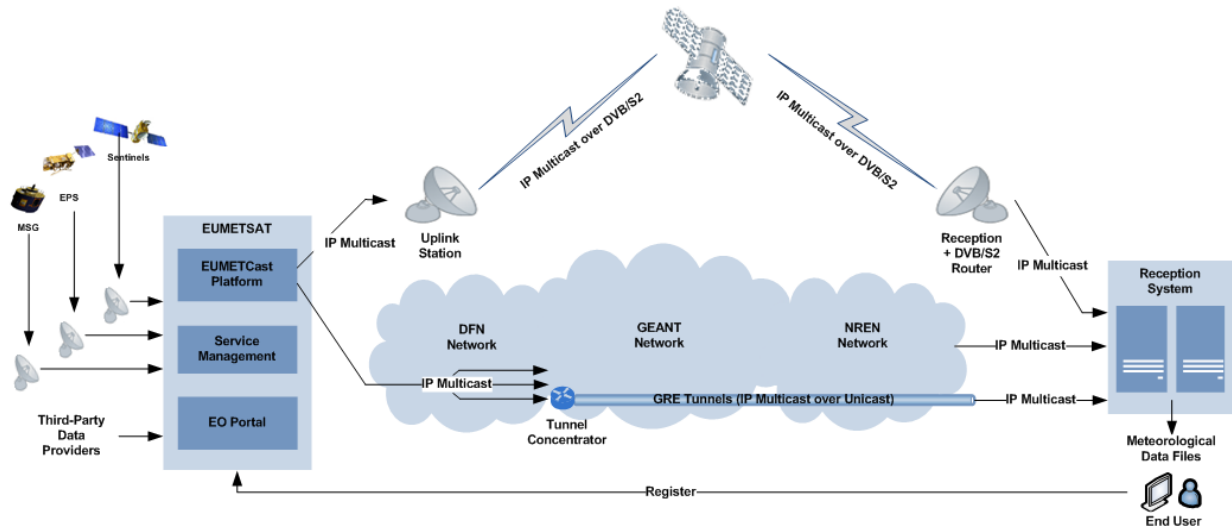 IP Multicast over DVB/S2
IP Multicast over DVB/S2
Sentinels
EPS
MSG
EUMETSAT
EUMETCast
Platform
Service
Management
EO Portal
Third-Party
Data
Providers
IP Multicast
Uplink
Station
Reception
+ DVB/S2
Router
IP Multicast
Reception
System
DFN
Network
GEANT
Network
NREN
Network
IP Multicast
IP Multicast
GRE Tunnels (IP Multicast over Unicast)
IP Multicast
Tunnel
Concentrator
Meteorological
Data Files
Register
End User